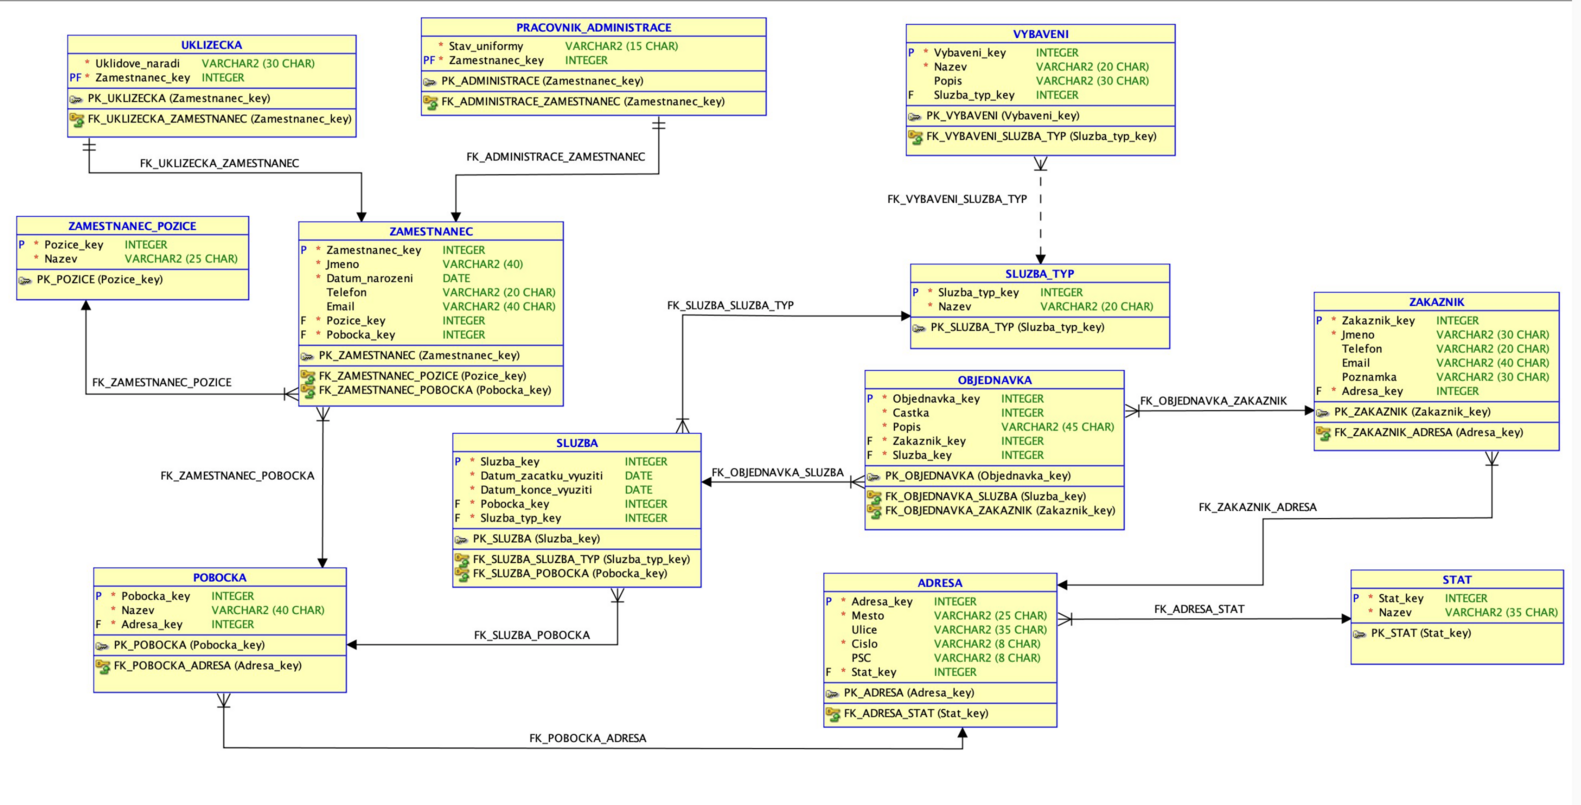 UKLIZECKA
* Uklidove_naradi VARCHAR2 (30 CHAR)
PF * Zamestnanec_key INTEGER
PK_UKLIZECKA (Zamestnanec_key)
FK_UKLIZECKA_ZAMESTNANEC (Zamestnanec_key)
PRACOVNIK_ADMINISTRACE
* Stav_uniformy VARCHAR2 (15 CHAR)
PF * Zamestnanec_key INTEGER
PK_ADMINISTRACE (Zamestnanec_key)
FK_ADMINISTRACE_ZAMESTNANEC (Zamestnanec_key)
VYBAVENI
P * Vybaveni_key INTEGER
* Nazev VARCHAR2 (20 CHAR)
Popis VARCHAR2 (30 CHAR)
F Sluzba_typ_key INTEGER
PK_VYBAVENI (Vybaveni_key)
FK_VYBAVENI_SLUZBA_TYP (Sluzba_typ_key)
FK_UKLIZECKA_ZAMESTNANEC
FK_ADMINISTRACE_ZAMESTNANEC
FK_VYBAVENI_SLUZBA_TYP
ZAMESTNANEC_POZICE
P * Pozice_key INTEGER
* Nazev VARCHAR2 (25 CHAR)
PK_POZICE (Pozice_key)
ZAMESTNANEC
P * Zamestnanec_key INTEGER
* Jmeno VARCHAR2 (40)
* Datum_narozeni DATE
Telefon VARCHAR2 (20 CHAR)
Email VARCHAR2 (40 CHAR)
F * Pozice_key INTEGER
F * Pobocka_key INTEGER
PK_ZAMESTNANEC (Zamestnanec_key)
FK_ZAMESTNANEC_POZICE (Pozice_key)
FK_ZAMESTNANEC_POBOCKA (Pobocka_key)
SLUZBA_TYP
P * Sluzba_typ_key INTEGER
* Nazev VARCHAR2 (20 CHAR)
PK_SLUZBA_TYP (Sluzba_typ_key)
FK_SLUZBA_SLUZBA_TYP
ZAKAZNIK
P * Zakaznik_key INTEGER
* Jmeno VARCHAR2 (30 CHAR)
Telefon VARCHAR2 (20 CHAR)
Email VARCHAR2 (40 CHAR)
Poznamka VARCHAR2 (30 CHAR)
F * Adresa_key INTEGER
PK_ZAKAZNIK (Zakaznik_key)
FK_ZAKAZNIK_ADRESA (Adresa_key)
FK_ZAMESTNANEC_POZICE
OBJEDNAVKA
P * Objednavka_key INTEGER
* Castka INTEGER
* Popis VARCHAR2 (45 CHAR)
F * Zakaznik_key INTEGER
F * Sluzba_key INTEGER
PK_OBJEDNAVKA (Objednavka_key)
FK_OBJEDNAVKA_SLUZBA (Sluzba_key)
FK_OBJEDNAVKA_ZAKAZNIK (Zakaznik_key)
FK_OBJEDNAVKA_ZAKAZNIK
SLUZBA
P * Sluzba_key INTEGER
* Datum_zacatku_vyuziti DATE
* Datum_konce_vyuziti DATE
F * Pobocka_key INTEGER
F * Sluzba_typ_key INTEGER
PK_SLUZBA (Sluzba_key)
FK_SLUZBA_SLUZBA_TYP (Sluzba_typ_key)
FK_SLUZBA_POBOCKA (Pobocka_key)
FK_OBJEDNAVKA_SLUZBA
FK_ZAMESTNANEC_POBOCKA
FK_ZAKAZNIK_ADRESA
POBOCKA
P * Pobocka_key INTEGER
* Nazev VARCHAR2 (40 CHAR)
F * Adresa_key INTEGER
PK_POBOCKA (Pobocka_key)
FK_POBOCKA_ADRESA (Adresa_key)
FK_SLUZBA_POBOCKA
ADRESA
P * Adresa_key INTEGER
* Mesto VARCHAR2 (25 CHAR)
Ulice VARCHAR2 (35 CHAR)
* Cislo VARCHAR2 (8 CHAR)
PSC VARCHAR2 (8 CHAR)
F * Stat_key INTEGER
PK_ADRESA (Adresa_key)
FK_ADRESA_STAT (Stat_key)
FK_ADRESA_STAT
STAT
P * Stat_key INTEGER
* Nazev VARCHAR2 (35 CHAR)
PK_STAT (Stat_key)
FK_POBOCKA_ADRESA